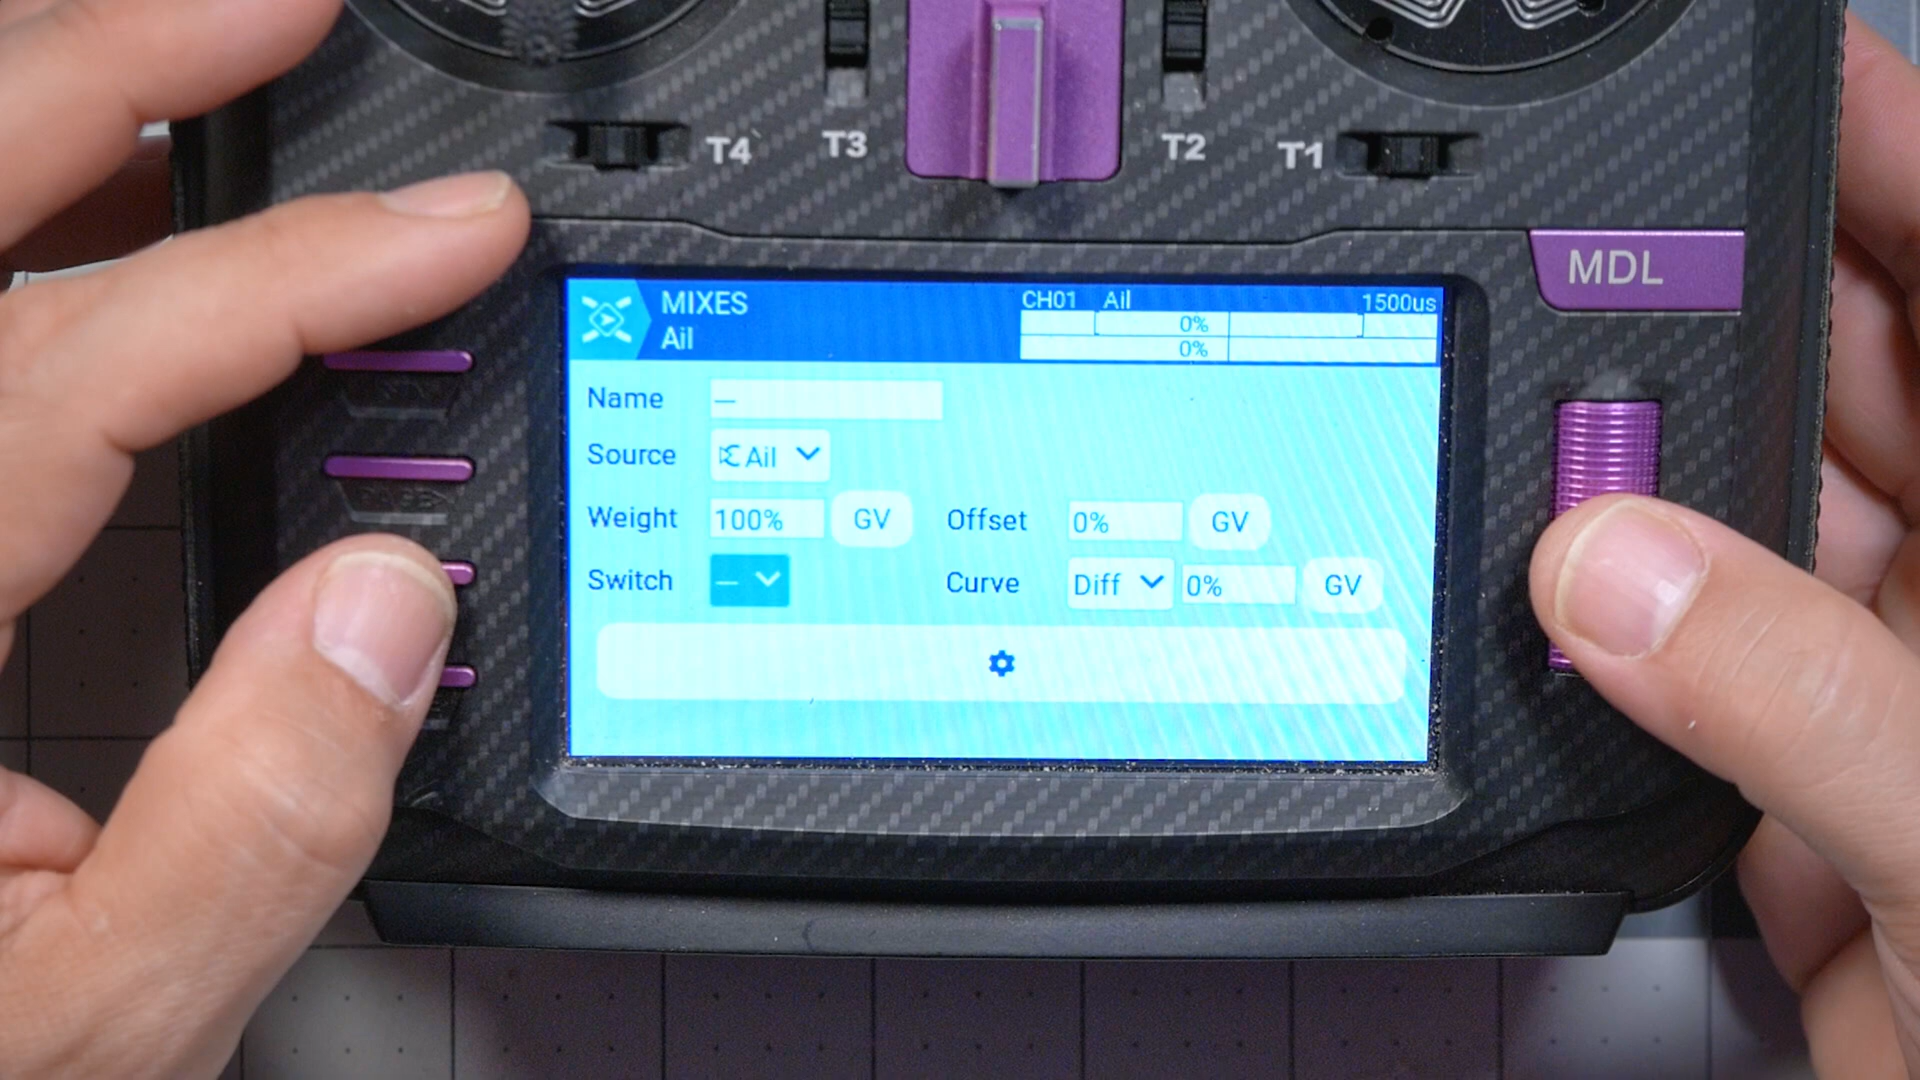 T4 T3 T2 T1
MDL
MIXES
Ail
CH01 Ail 1500us
0%
0%
Name —
Source Ail
Weight 100% GV Offset 0% GV
Switch — Curve Diff 0% GV
PAGE